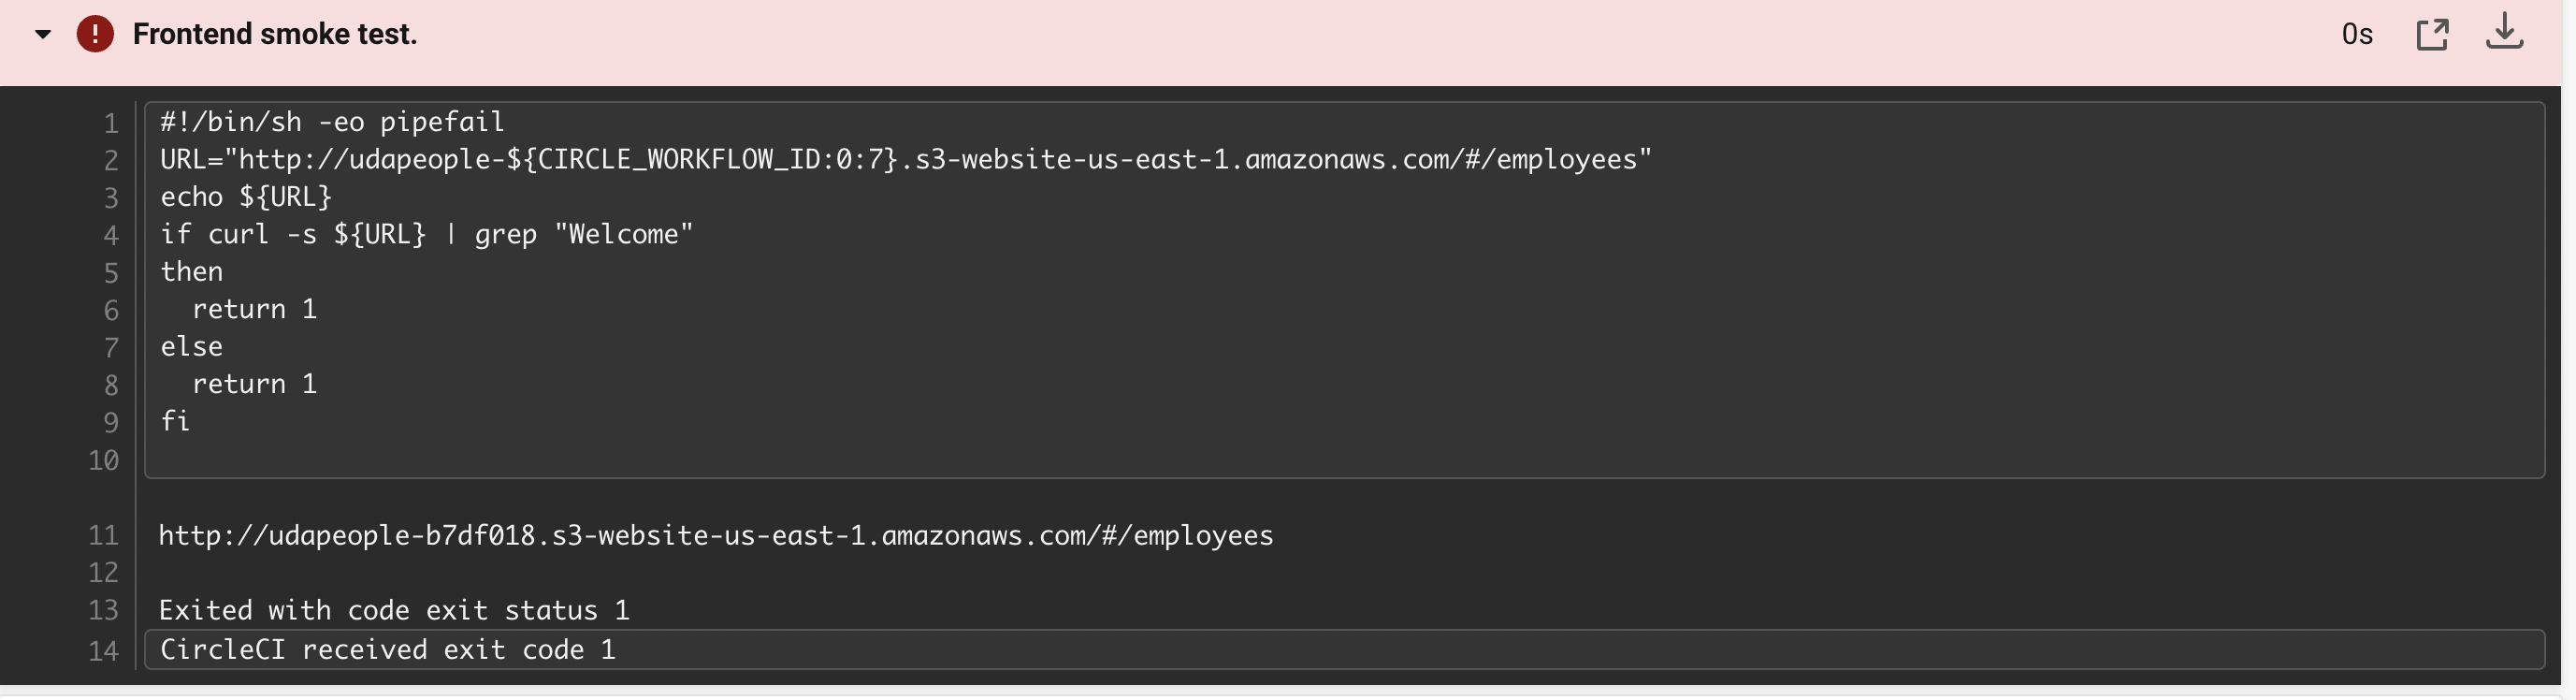 Frontend smoke test.
0s
1 #!/bin/sh -eo pipefail
2 URL="http://udapeople-${CIRCLE_WORKFLOW_ID:0:7}.s3-website-us-east-1.amazonaws.com/#/employees"
3 echo ${URL}
4 if curl -s ${URL} | grep "Welcome"
5 then
6   return 1
7 else
8   return 1
9 fi
10
11 http://udapeople-b7df018.s3-website-us-east-1.amazonaws.com/#/employees
12
13 Exited with code exit status 1
14 CircleCI received exit code 1